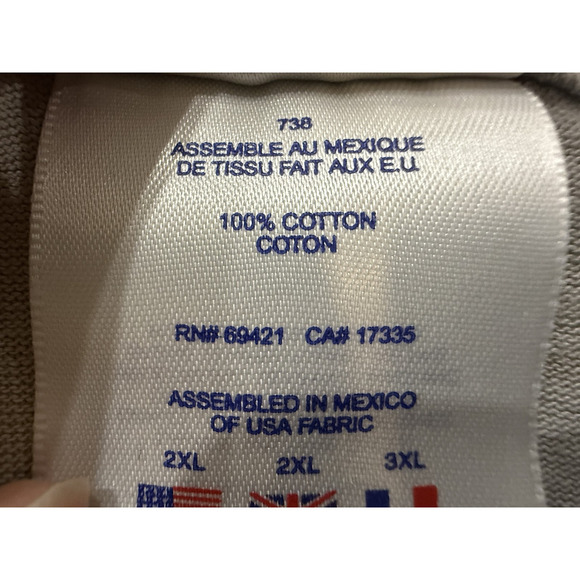 738
ASSEMBLE AU MEXIQUE
DE TISSU FAIT AUX E.U.
100% COTTON
COTON
RN# 69421 CA# 17335
ASSEMBLED IN MEXICO
OF USA FABRIC
2XL 2XL 3XL